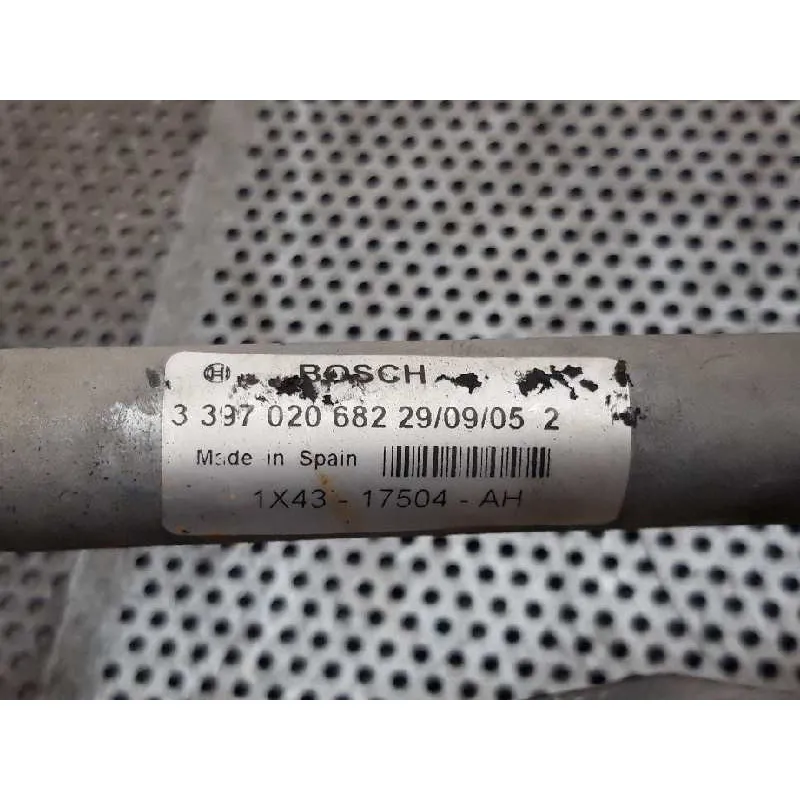 BOSCH
3 397 020 682 29/09/05 2
Made in Spain
1X43 - 17504 - AH